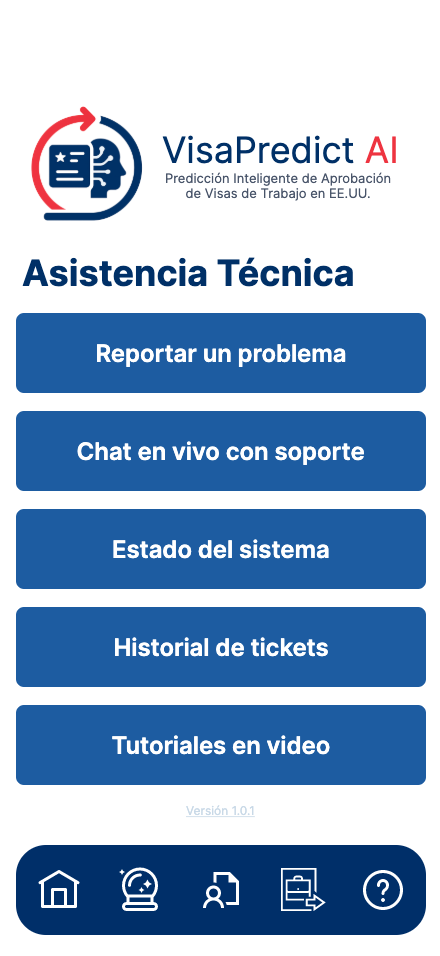 VisaPredict AI
Predicción Inteligente de Aprobación
de Visas de Trabajo en EE.UU.
Asistencia Técnica
Reportar un problema
Chat en vivo con soporte
Estado del sistema
Historial de tickets
Tutoriales en video
Versión 1.0.1